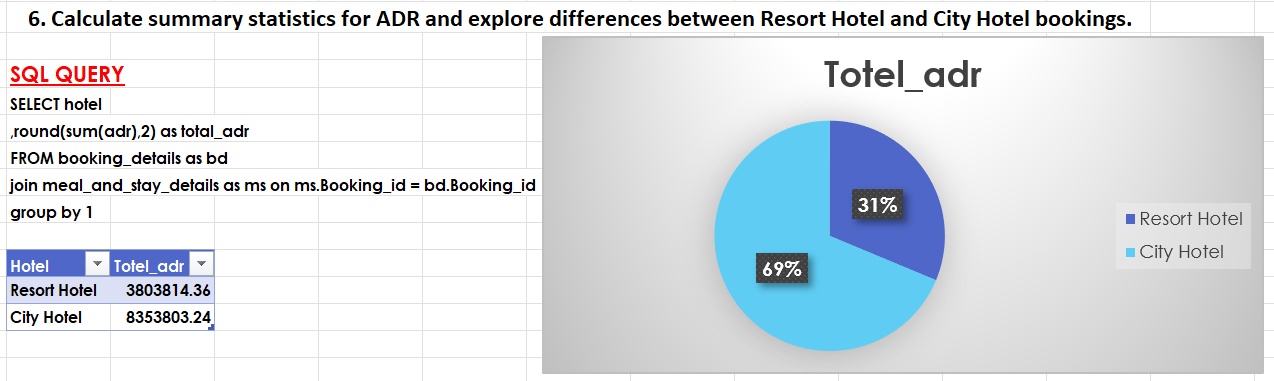 6. Calculate summary statistics for ADR and explore differences between Resort Hotel and City Hotel bookings.
SQL QUERY
SELECT hotel
,round(sum(adr),2) as total_adr
FROM booking_details as bd
join meal_and_stay_details as ms on ms.Booking_id = bd.Booking_id
group by 1
Hotel Totel_adr
Resort Hotel 3803814.36
City Hotel 8353803.24
Totel_adr
31%
69%
Resort Hotel
City Hotel